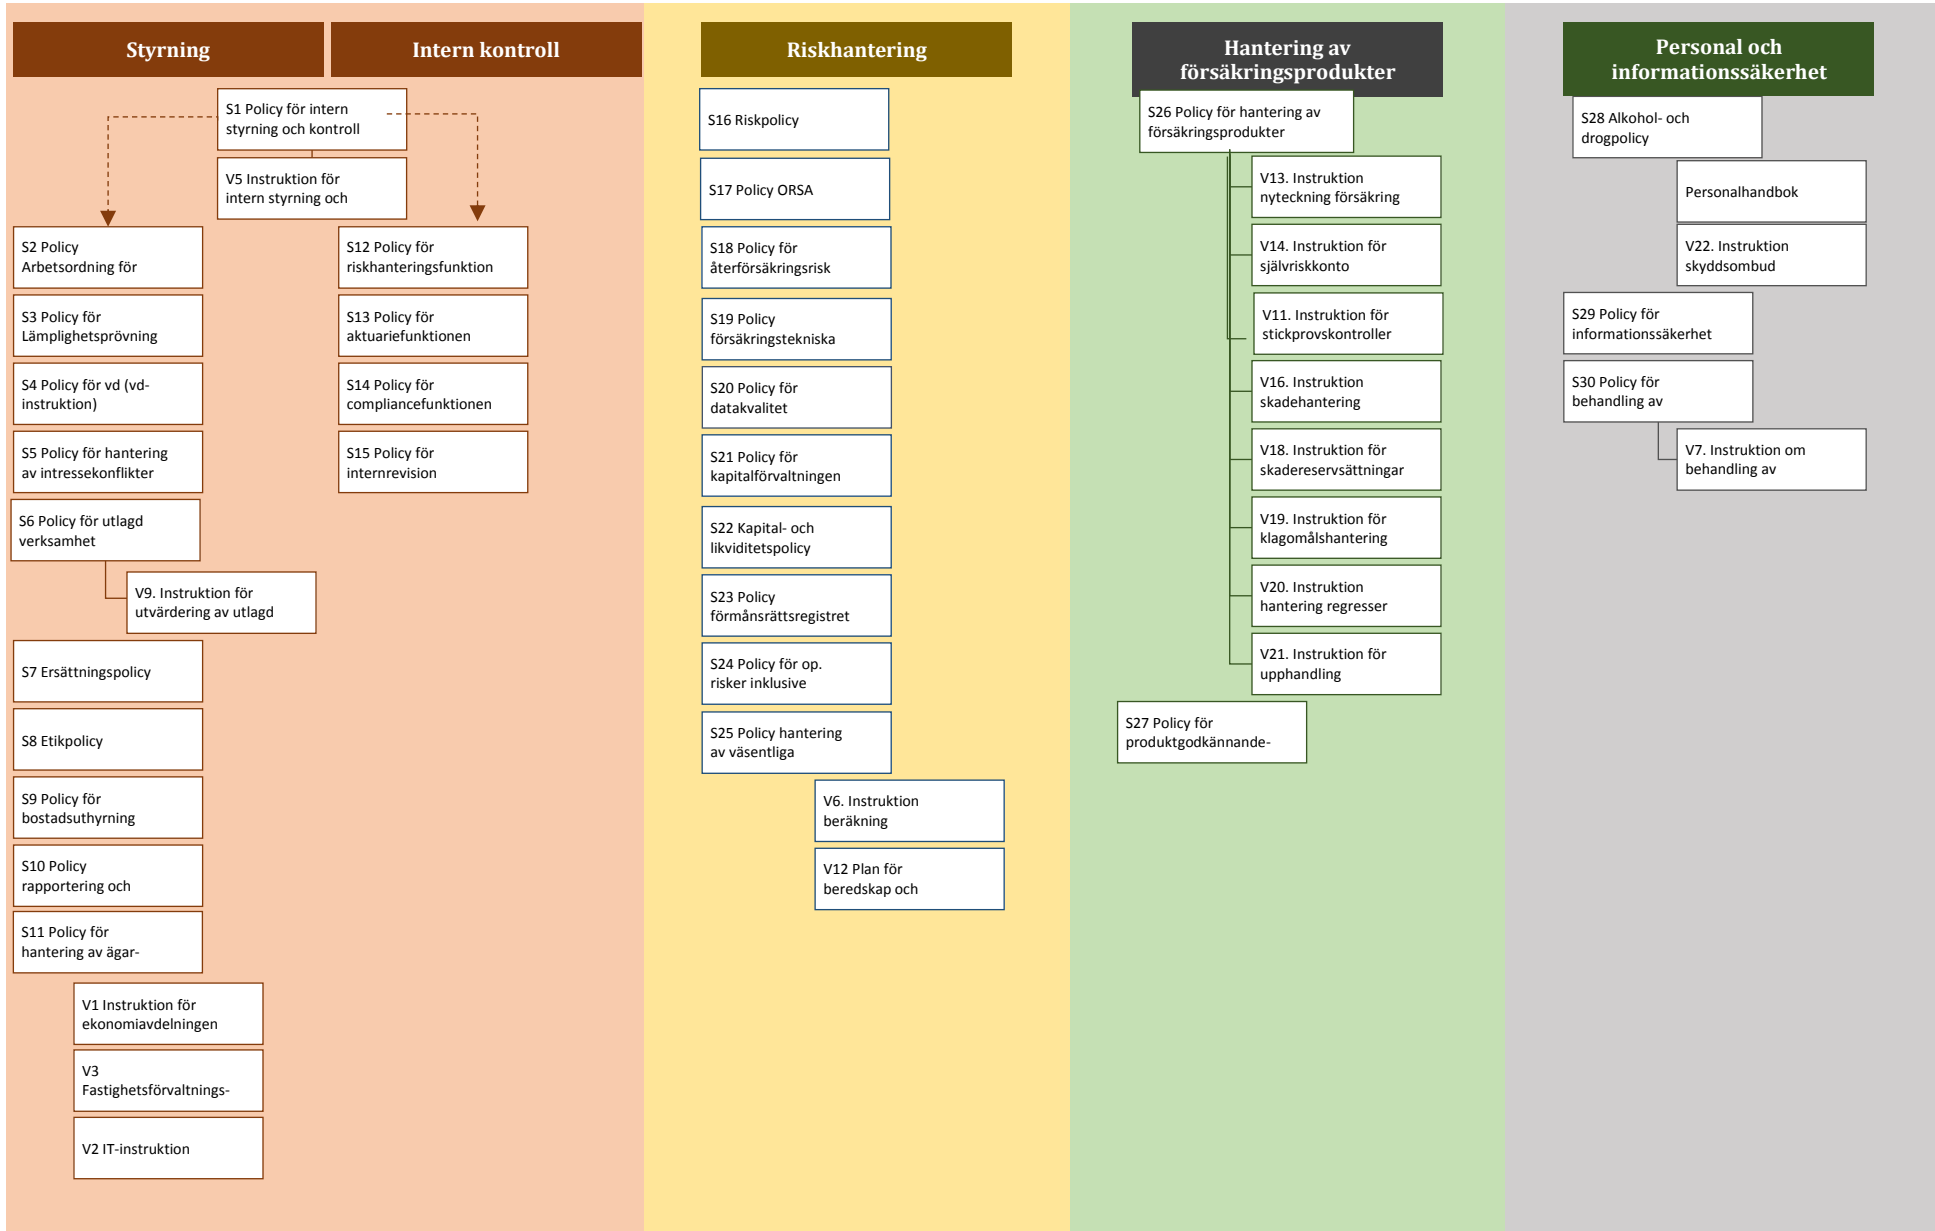 Styrning
Intern kontroll
S1 Policy för intern
styrning och kontroll
V5 Instruktion för
intern styrning och
S2 Policy
Arbetsordning för
S3 Policy för
Lämplighetsprövning
S4 Policy för vd (vd-
instruktion)
S5 Policy för hantering
av intressekonflikter
S6 Policy för utlagd
verksamhet
V9. Instruktion för
utvärdering av utlagd
S7 Ersättningspolicy
S8 Etikpolicy
S9 Policy för
bostadsuthyrning
S10 Policy
rapportering och
S11 Policy för
hantering av ägar-
V1 Instruktion för
ekonomiavdelningen
V3
Fastighetsförvaltnings-
V2 IT-instruktion
S12 Policy för
riskhanteringsfunktion
S13 Policy för
aktuariefunktionen
S14 Policy för
compliancefunktionen
S15 Policy för
internrevision
Riskhantering
S16 Riskpolicy
S17 Policy ORSA
S18 Policy för
återförsäkringsrisk
S19 Policy
försäkringstekniska
S20 Policy för
datakvalitet
S21 Policy för
kapitalförvaltningen
S22 Kapital- och
likviditetspolicy
S23 Policy
förmånsrättsregistret
S24 Policy för op.
risker inklusive
S25 Policy hantering
av väsentliga
V6. Instruktion
beräkning
V12 Plan för
beredskap och
Hantering av
försäkringsprodukter
S26 Policy för hantering av
försäkringsprodukter
V13. Instruktion
nyteckning försäkring
V14. Instruktion för
självriskkonto
V11. Instruktion för
stickprovskontroller
V16. Instruktion
skadehantering
V18. Instruktion för
skadereservsättningar
V19. Instruktion för
klagomålshantering
V20. Instruktion
hantering regresser
V21. Instruktion för
upphandling
S27 Policy för
produktgodkännande-
Personal och
informationssäkerhet
S28 Alkohol- och
drogpolicy
Personalhandbok
V22. Instruktion
skyddsombud
S29 Policy för
informationssäkerhet
S30 Policy för
behandling av
V7. Instruktion om
behandling av